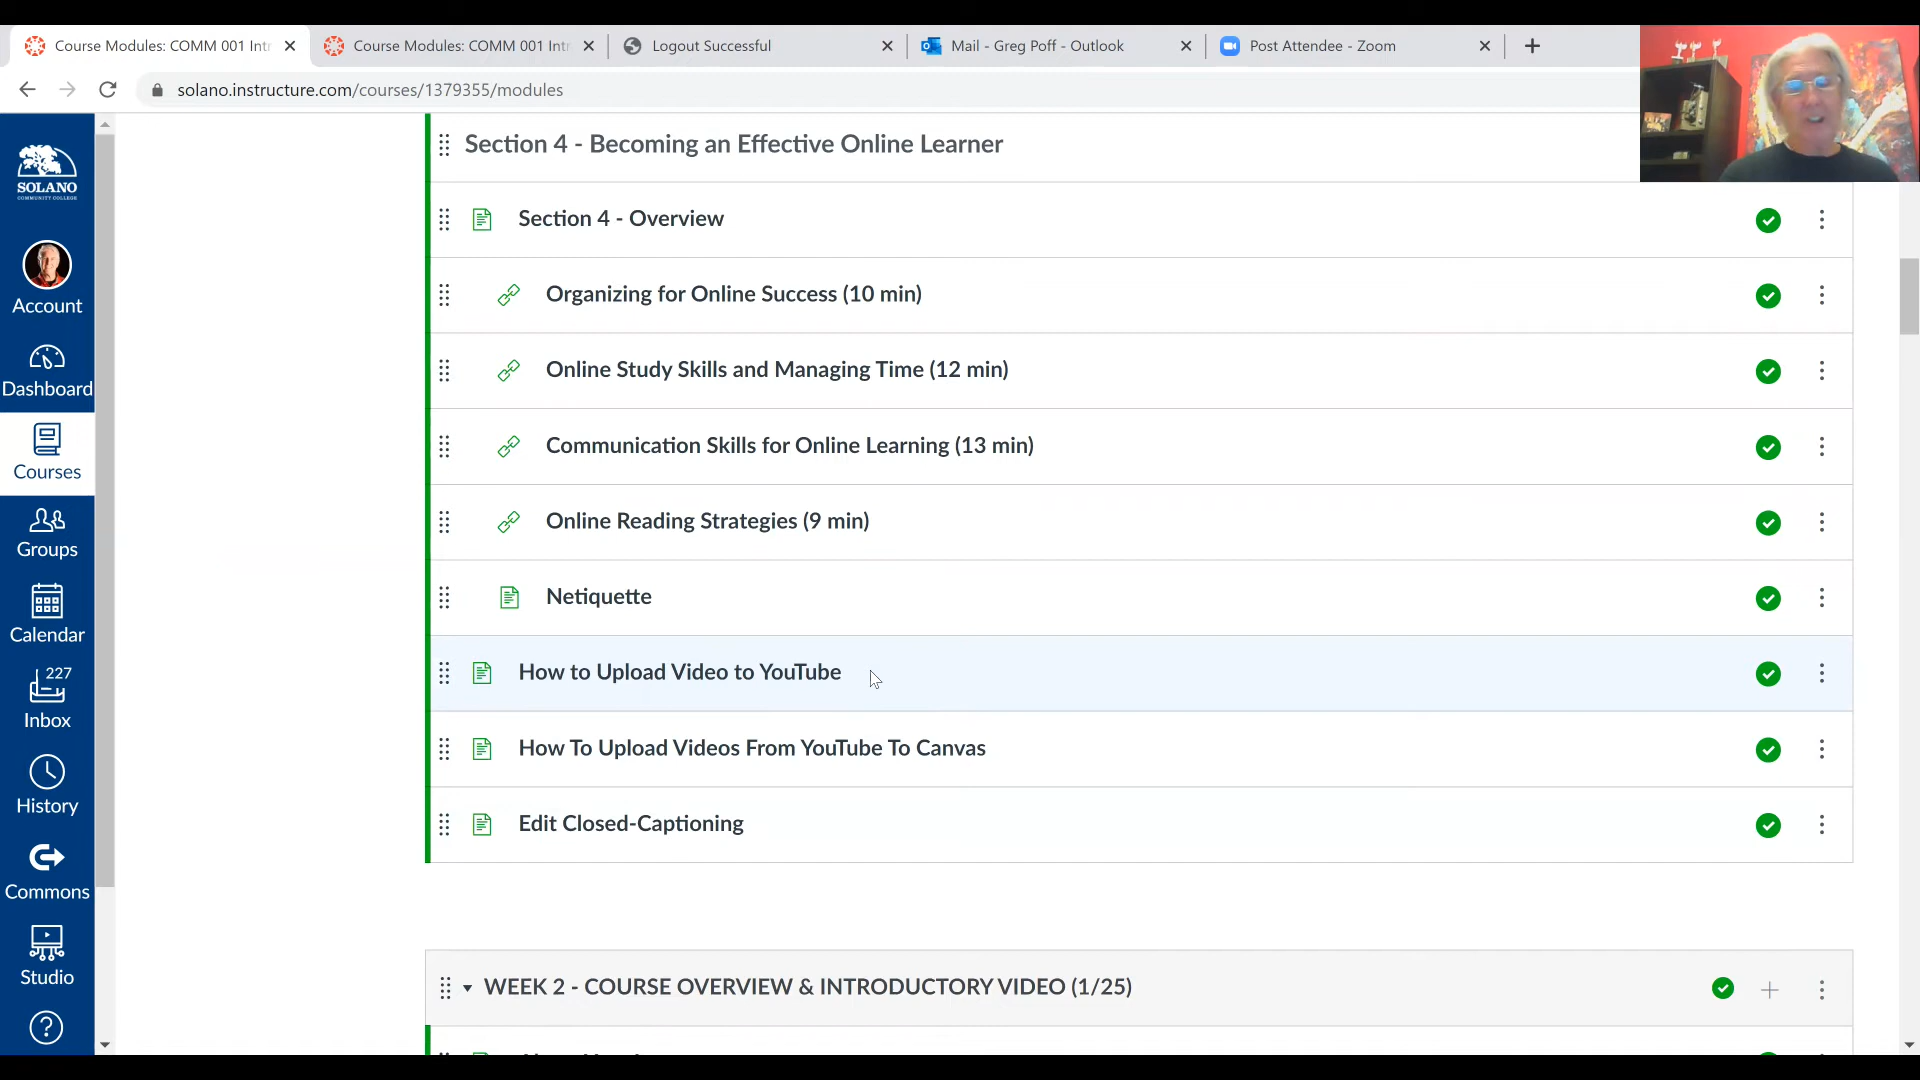 Course Modules: COMM 001 Intr
Course Modules: COMM 001 Intr
Logout Successful
Mail - Greg Poff - Outlook
Post Attendee - Zoom
solano.instructure.com/courses/1379355/modules
SOLANO
COMMUNITY COLLEGE
Account
Dashboard
Courses
Groups
Calendar
227
Inbox
History
Commons
Studio
Section 4 - Becoming an Effective Online Learner
Section 4 - Overview
Organizing for Online Success (10 min)
Online Study Skills and Managing Time (12 min)
Communication Skills for Online Learning (13 min)
Online Reading Strategies (9 min)
Netiquette
How to Upload Video to YouTube
How To Upload Videos From YouTube To Canvas
Edit Closed-Captioning
WEEK 2 - COURSE OVERVIEW & INTRODUCTORY VIDEO (1/25)